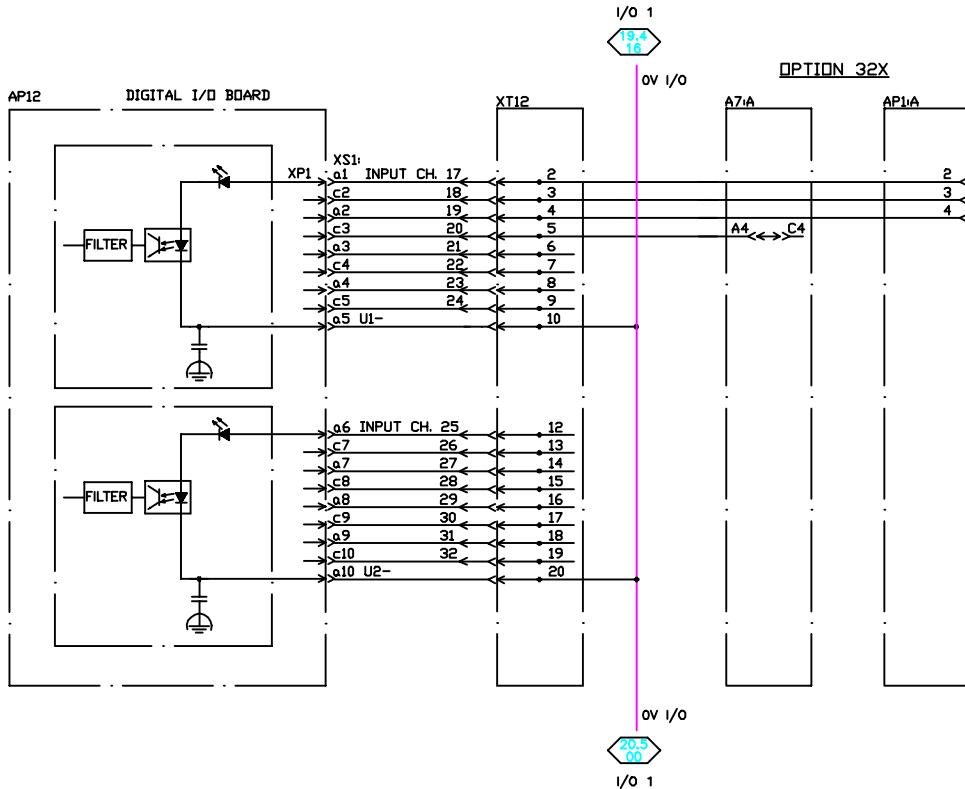 I/O 1
19.4
16
0V I/O
OPTION 32X
AP12 DIGITAL I/O BOARD XT12 A7:A AP1:A
XS1:
XP1 a1 INPUT CH. 17 2 2
c2 18 3 3
a2 19 4 4
c3 20 5 A4 C4
a3 21 6
c4 22 7
a4 23 8
c5 24 9
a5 U1- 10
FILTER
a6 INPUT CH. 25 12
c7 26 13
a7 27 14
c8 28 15
a8 29 16
c9 30 17
a9 31 18
c10 32 19
a10 U2- 20
FILTER
0V I/O
20.5
00
I/O 1